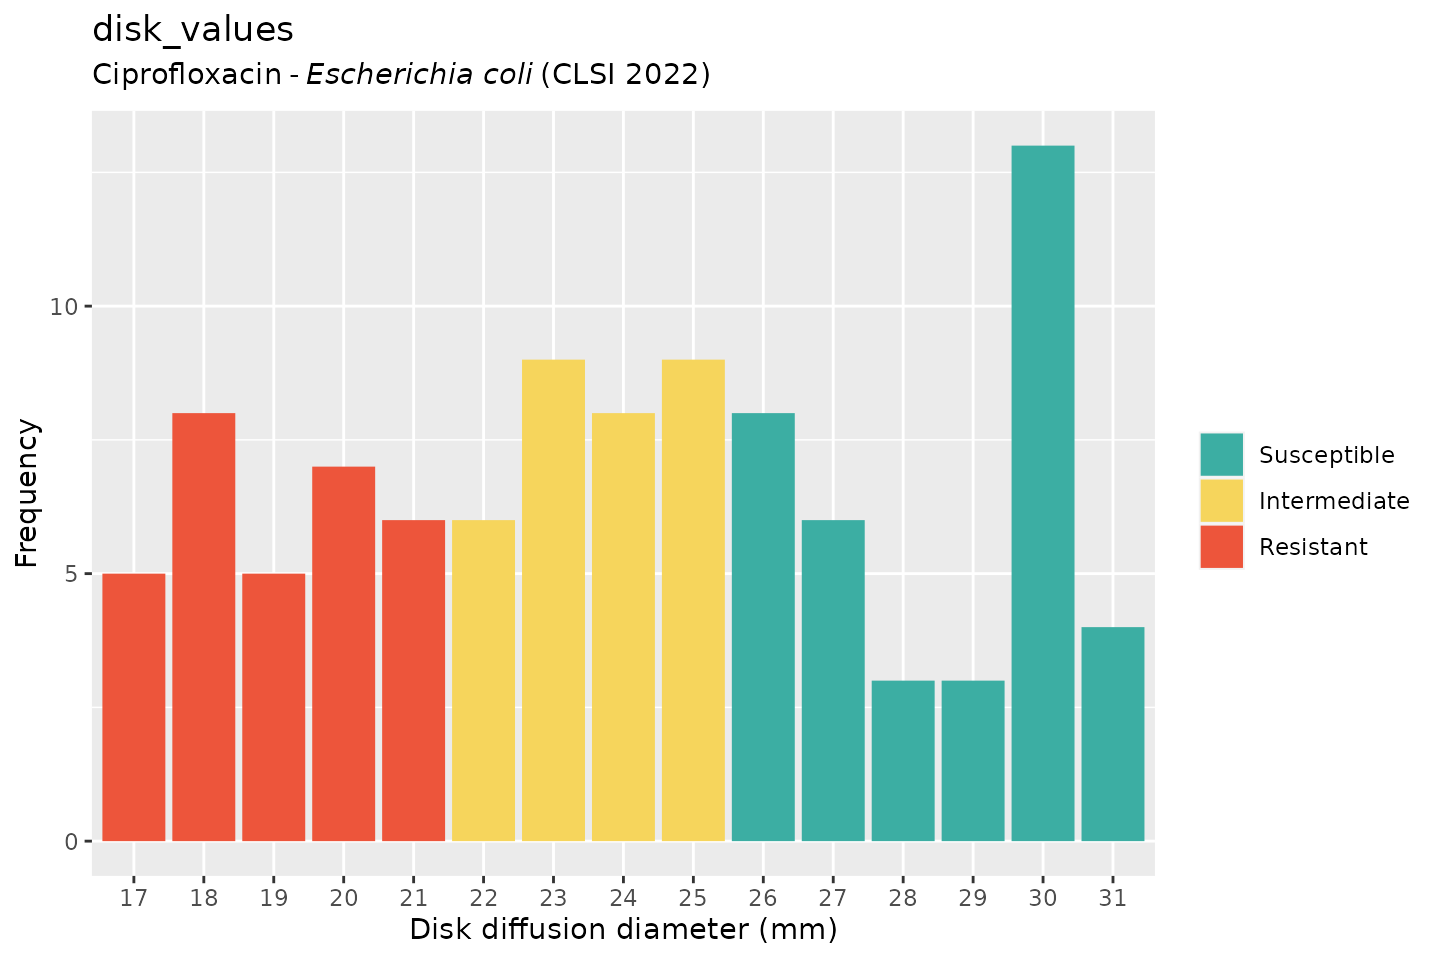 disk_values
Ciprofloxacin - Escherichia coli (CLSI 2022)
Frequency
10
5
0
17 18 19 20 21 22 23 24 25 26 27 28 29 30 31
Disk diffusion diameter (mm)
Susceptible
Intermediate
Resistant